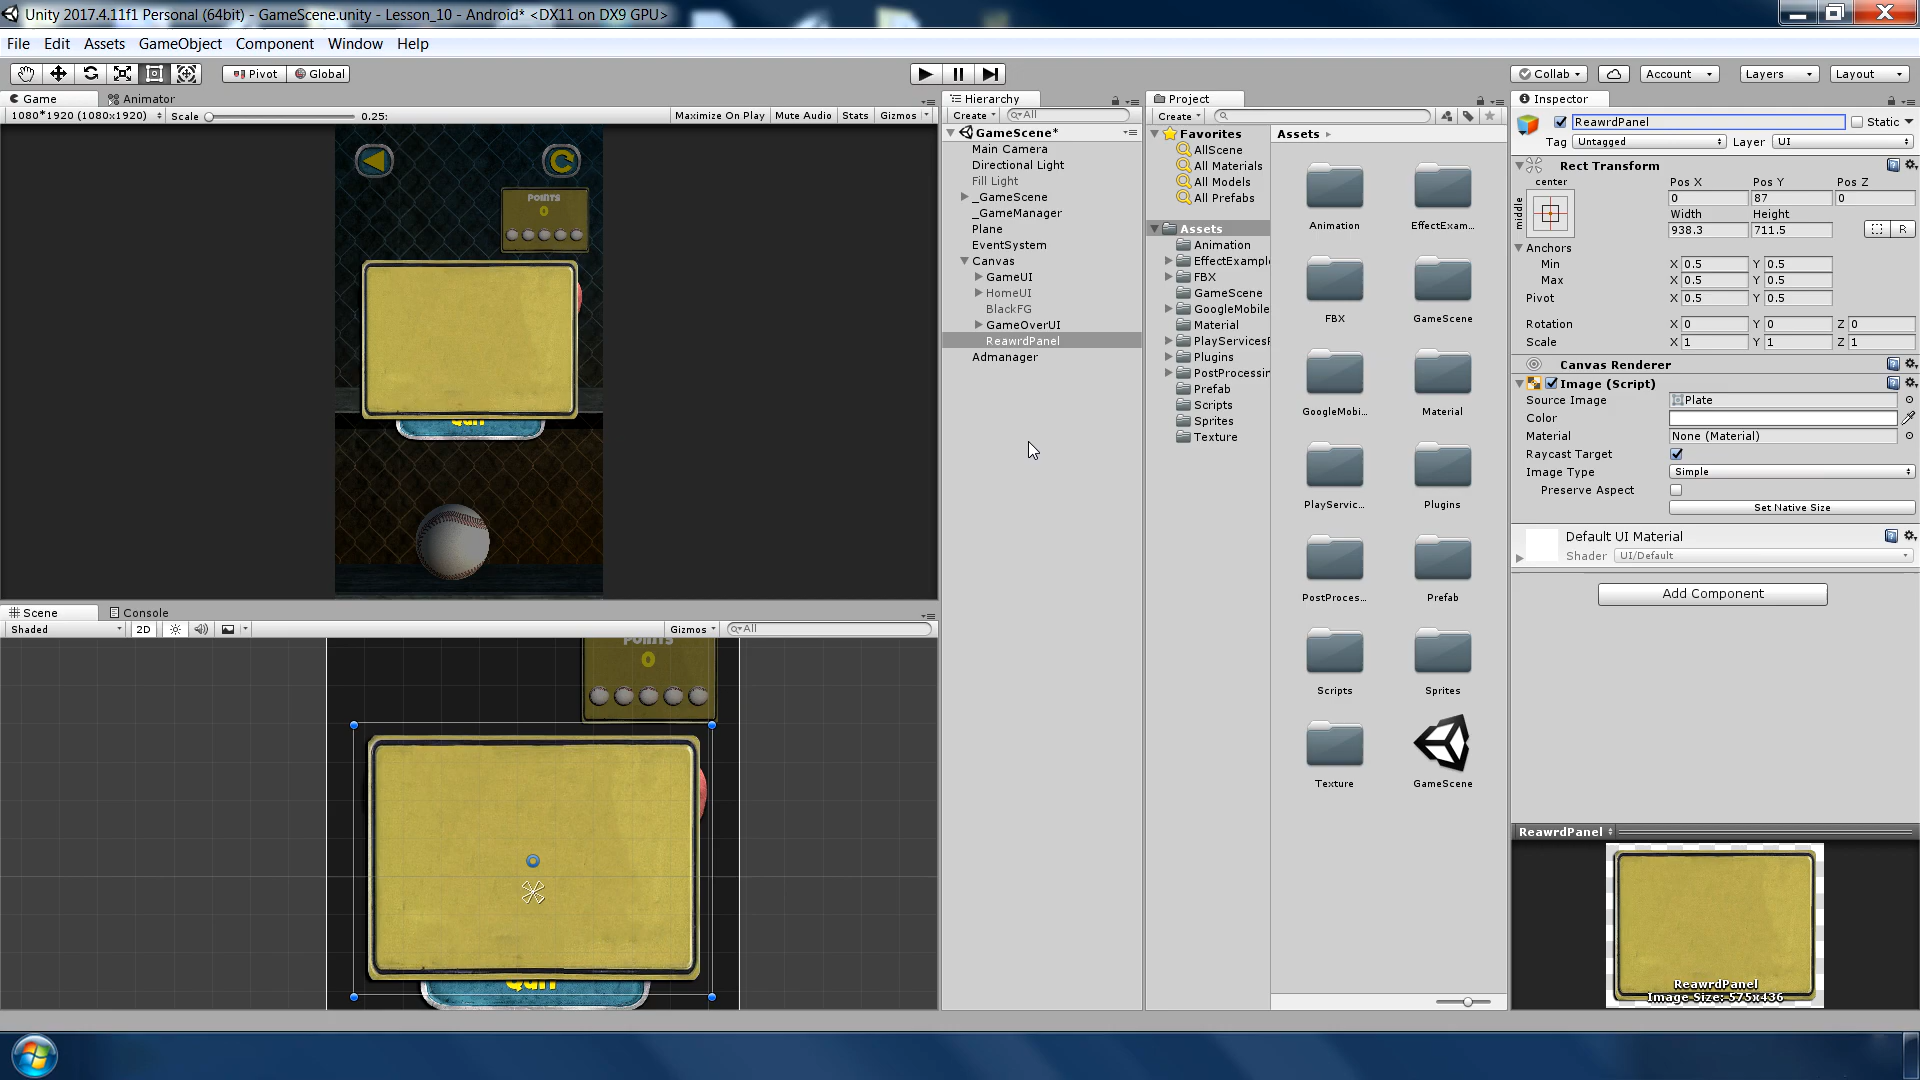 Unity 2017.4.11f1 Personal (64bit) - GameScene.unity - Lesson_10 - Android* <DX11 on DX9 GPU>
File Edit Assets GameObject Component Window Help
Pivot Global Collab Account Layers Layout
Game Animator
1080*1920 (1080x1920) Scale 0.25: Maximize On Play Mute Audio Stats Gizmos
POINTS
0
Quit
Scene Console
Shaded 2D Gizmos All
POINTS
0
Quit
Hierarchy
Create All
GameScene*
Main Camera
Directional Light
Fill Light
_GameScene
_GameManager
Plane
EventSystem
Canvas
GameUI
HomeUI
BlackFG
GameOverUI
ReawrdPanel
Admanager
Project
Create
Favorites
AllScene
All Materials
All Models
All Prefabs
Assets
Animation
EffectExample
FBX
GameScene
GoogleMobile
Material
PlayServicesR
Plugins
PostProcessin
Prefab
Scripts
Sprites
Texture
Assets
Animation EffectExam...
FBX GameScene
GoogleMobi... Material
PlayServic... Plugins
PostProces... Prefab
Scripts Sprites
Texture GameScene
Inspector
ReawrdPanel Static
Tag Untagged Layer UI
Rect Transform
center
middle
Pos X Pos Y Pos Z
0 87 0
Width Height
938.3 711.5 R
Anchors
Min X 0.5 Y 0.5
Max X 0.5 Y 0.5
Pivot X 0.5 Y 0.5
Rotation X 0 Y 0 Z 0
Scale X 1 Y 1 Z 1
Canvas Renderer
Image (Script)
Source Image Plate
Color
Material None (Material)
Raycast Target
Image Type Simple
Preserve Aspect
Set Native Size
Default UI Material
Shader UI/Default
Add Component
ReawrdPanel
ReawrdPanel
Image Size: 575x436